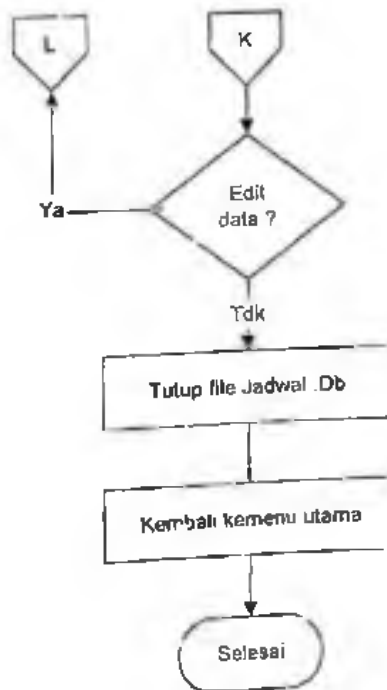 L
K
Edit
data ?
Ya
Tdk
Tutup file Jadwal .Db
Kembali kemenu utama
Selesai